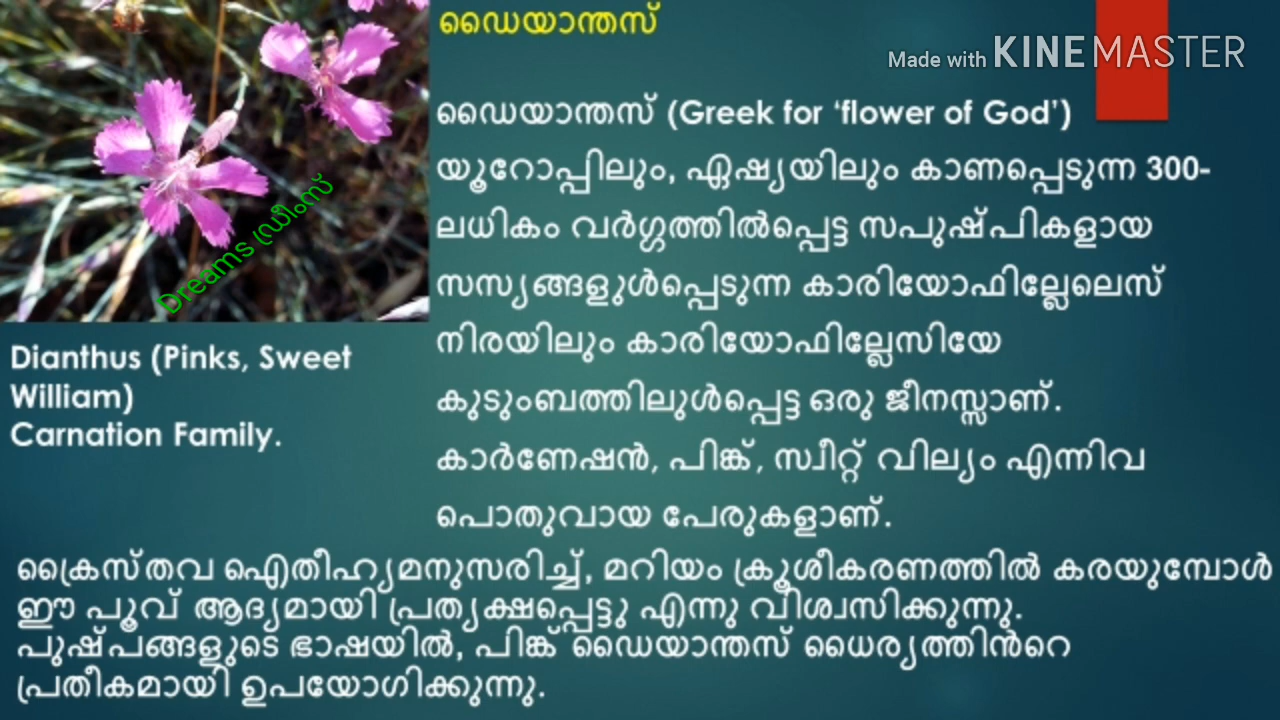 ഡൈയാന്തസ്
Made with KINEMASTER
ഡൈയാന്തസ് (Greek for ‘flower of God’)
യൂറോപ്പിലും, ഏഷ്യയിലും കാണപ്പെടുന്ന 300-
ലധികം വർഗ്ഗത്തിൽപ്പെട്ട സപുഷ്പികളായ
സസ്യങ്ങളുൾപ്പെടുന്ന കാരിയോഫില്ലേലെസ്
നിരയിലും കാരിയോഫില്ലേസിയേ
കുടുംബത്തിലുൾപ്പെട്ട ഒരു ജീനസ്സാണ്.
കാർണേഷൻ, പിങ്ക്, സ്വീറ്റ് വില്യം എന്നിവ
പൊതുവായ പേരുകളാണ്.
Dreams ഡ്രീംസ്
Dianthus (Pinks, Sweet
William)
Carnation Family.
ക്രൈസ്തവ ഐതീഹ്യമനുസരിച്ച്, മറിയം ക്രൂശീകരണത്തിൽ കരയുമ്പോൾ
ഈ പൂവ് ആദ്യമായി പ്രത്യക്ഷപ്പെട്ടു എന്നു വിശ്വസിക്കുന്നു.
പുഷ്പങ്ങളുടെ ഭാഷയിൽ, പിങ്ക് ഡൈയാന്തസ് ധൈര്യത്തിൻറെ
പ്രതീകമായി ഉപയോഗിക്കുന്നു.